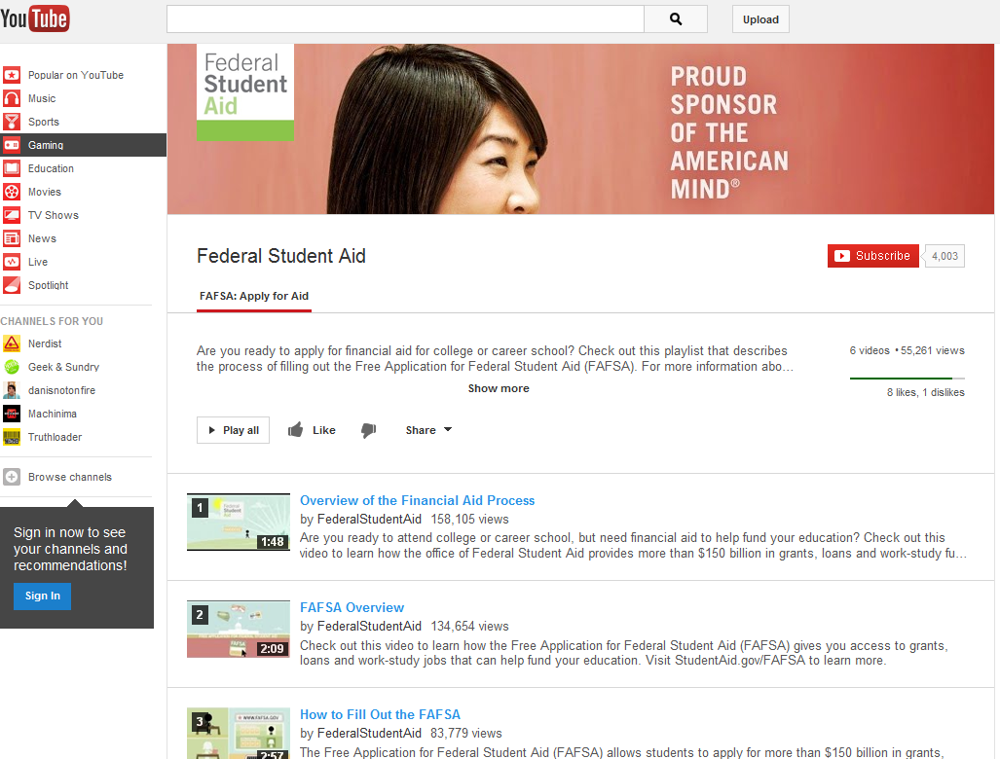 YouTube
Upload
Popular on YouTube
Music
Sports
Gaming
Education
Movies
TV Shows
News
Live
Spotlight
CHANNELS FOR YOU
Nerdist
Geek & Sundry
danisnotonfire
Machinima
Truthloader
Browse channels
Sign in now to see
your channels and
recommendations!
Sign In
Federal
Student
Aid
PROUD
SPONSOR
OF THE
AMERICAN
MIND®
Federal Student Aid
Subscribe 4,003
FAFSA: Apply for Aid
Are you ready to apply for financial aid for college or career school? Check out this playlist that describes
the process of filling out the Free Application for Federal Student Aid (FAFSA). For more information abo...
Show more
6 videos • 55,261 views
8 likes, 1 dislikes
Play all Like Share
1
1:48
Overview of the Financial Aid Process
by FederalStudentAid 158,105 views
Are you ready to attend college or career school, but need financial aid to help fund your education? Check out this
video to learn how the office of Federal Student Aid provides more than $150 billion in grants, loans and work-study fu...
2
2:09
FAFSA Overview
by FederalStudentAid 134,654 views
Check out this video to learn how the Free Application for Federal Student Aid (FAFSA) gives you access to grants,
loans and work-study jobs that can help fund your education. Visit StudentAid.gov/FAFSA to learn more.
3
WWW.FAFSA.GOV
2:57
How to Fill Out the FAFSA
by FederalStudentAid 83,779 views
The Free Application for Federal Student Aid (FAFSA) allows students to apply for more than $150 billion in grants,